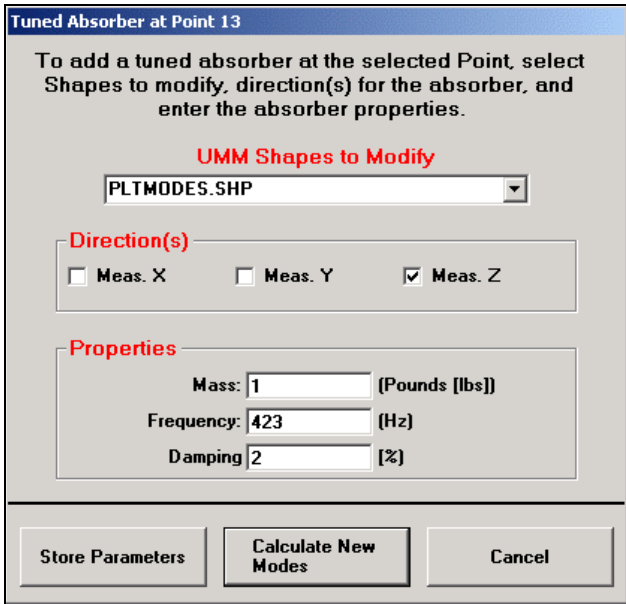 Tuned Absorber at Point 13
To add a tuned absorber at the selected Point, select
Shapes to modify, direction(s) for the absorber, and
enter the absorber properties.
UMM Shapes to Modify
PLTMODES.SHP
Direction(s)
Meas. X Meas. Y Meas. Z
Properties
Mass: 1 (Pounds [lbs])
Frequency: 423 (Hz)
Damping 2 (%)
Store Parameters Calculate New Cancel
Modes